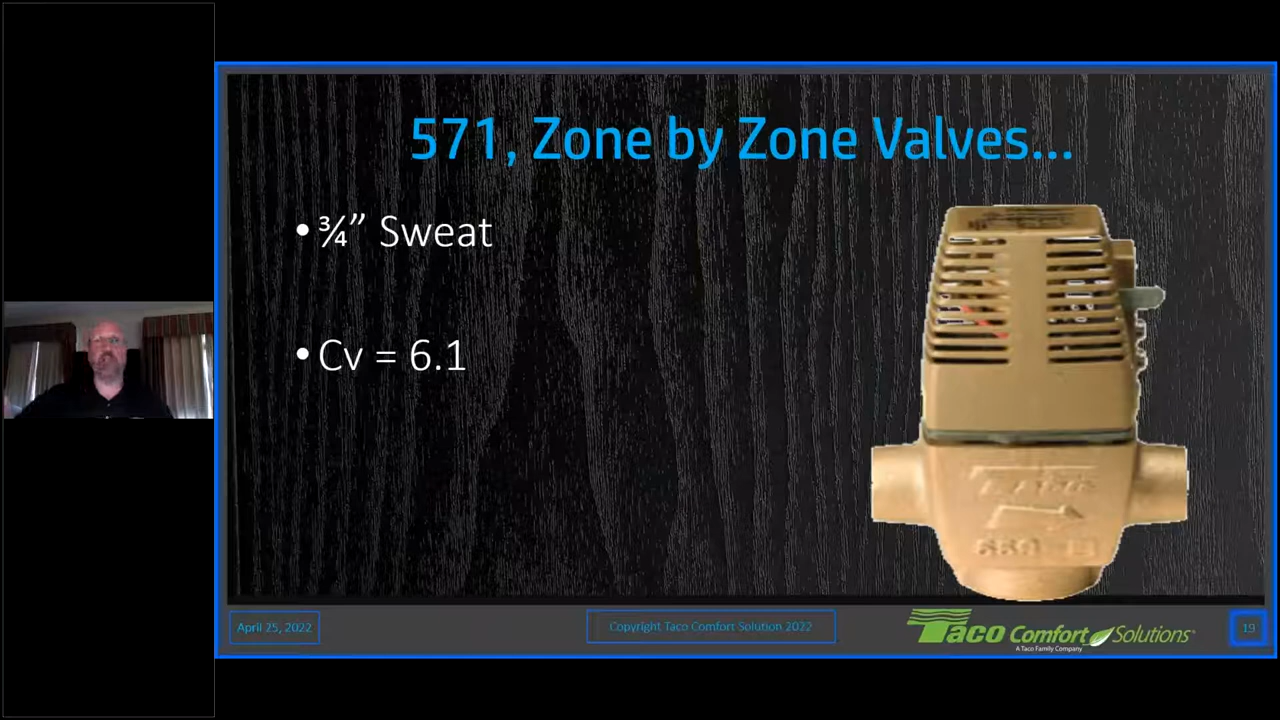 571, Zone by Zone Valves...
•¾” Sweat
•Cv = 6.1
April 25, 2022
Copyright Taco Comfort Solution 2022
Taco Comfort Solutions
A Taco Family Company
19